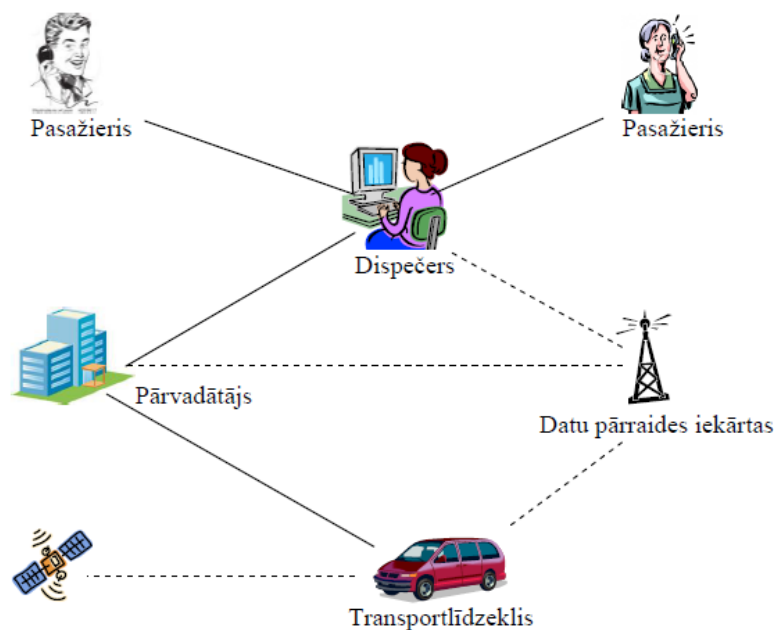 Pasažieris
Pasažieris
Dispečers
Pārvadātājs
Datu pārraides iekārtas
Transportlīdzeklis